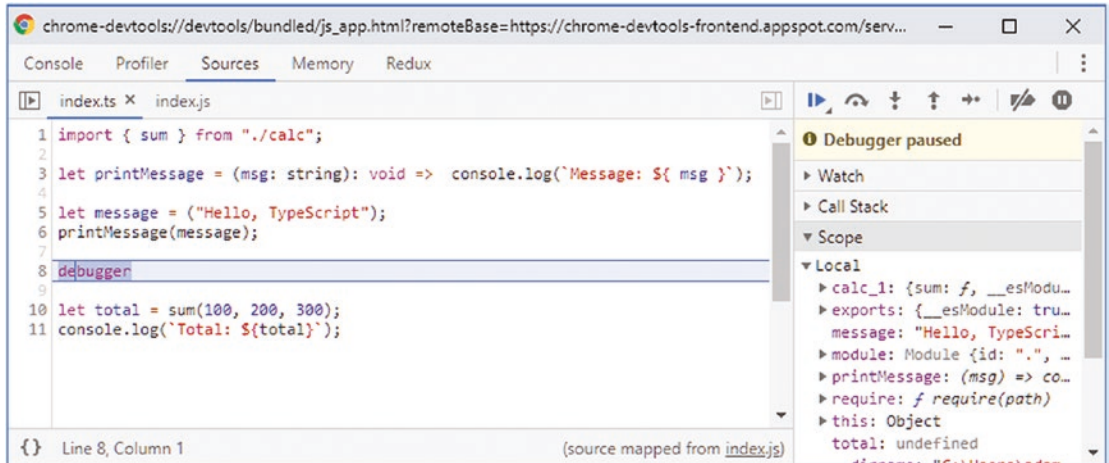 chrome-devtools://devtools/bundled/js_app.html?remoteBase=https://chrome-devtools-frontend.appspot.com/serv...
Console Profiler Sources Memory Redux
index.ts × index.js
1 import { sum } from "./calc";
2
3 let printMessage = (msg: string): void =>  console.log(`Message: ${ msg }`);
4
5 let message = ("Hello, TypeScript");
6 printMessage(message);
7
8 debugger
9
10 let total = sum(100, 200, 300);
11 console.log(`Total: ${total}`);
{} Line 8, Column 1 (source mapped from index.js)
Debugger paused
Watch
Call Stack
Scope
Local
calc_1: {sum: ƒ, __esModu…
exports: {__esModule: tru…
message: "Hello, TypeScri…
module: Module {id: ".", …
printMessage: (msg) => co…
require: ƒ require(path)
this: Object
total: undefined